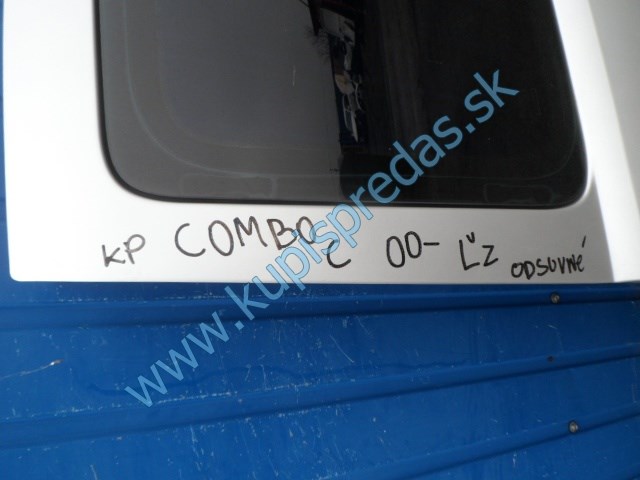 KP COMBO C 00- ĽZ ODSUVNÉ
www.kupispredas.sk